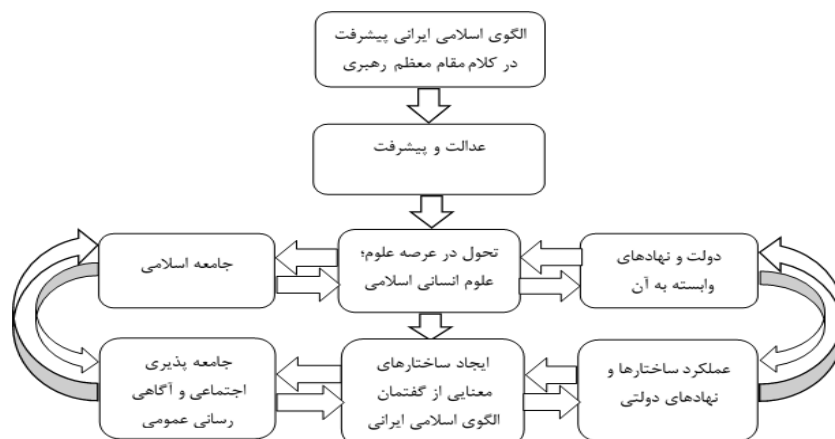 الگوی اسلامی ایرانی پیشرفت
در کلام مقام معظم رهبری
عدالت و پیشرفت
دولت و نهادهای
وابسته به آن
تحول در عرصه علوم؛
علوم انسانی اسلامی
جامعه اسلامی
عملکرد ساختارها و
نهادهای دولتی
ایجاد ساختارهای
معنایی از گفتمان
الگوی اسلامی ایرانی
جامعه پذیری
اجتماعی و آگاهی
رسانی عمومی